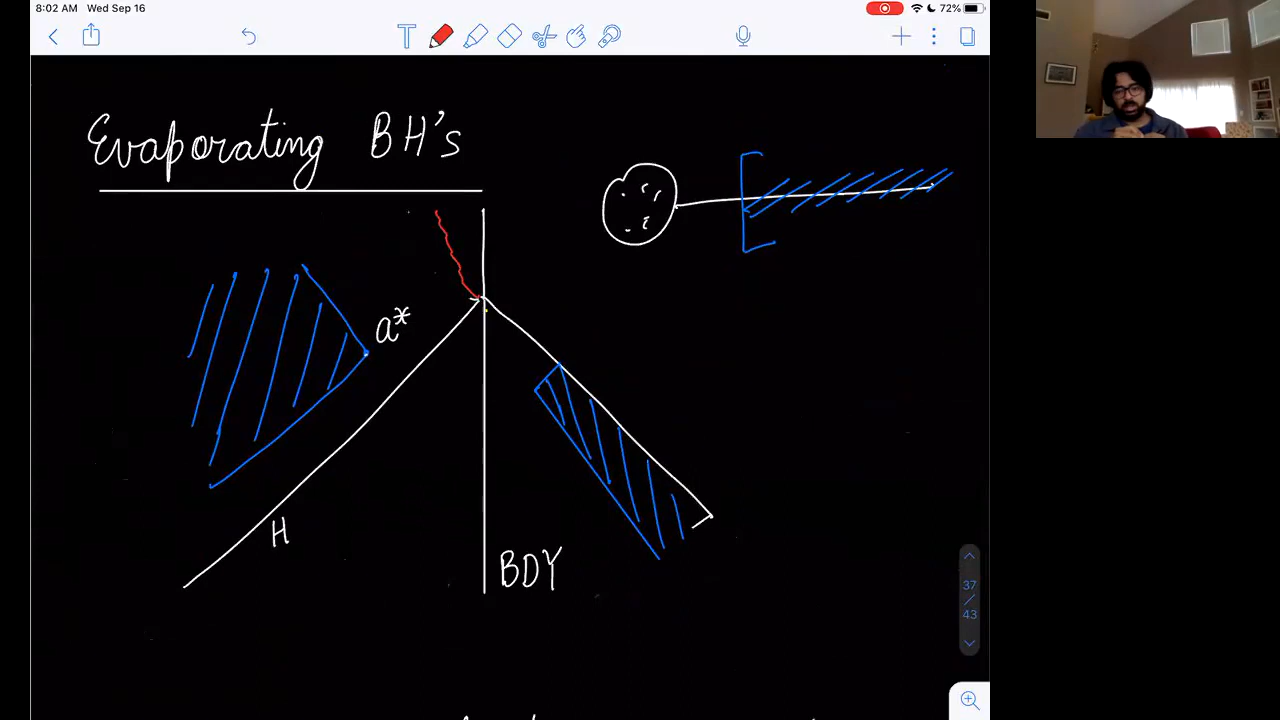 8:02 AM Wed Sep 16
72%
Evaporating BH's
a*
H
BDY
37
/
43